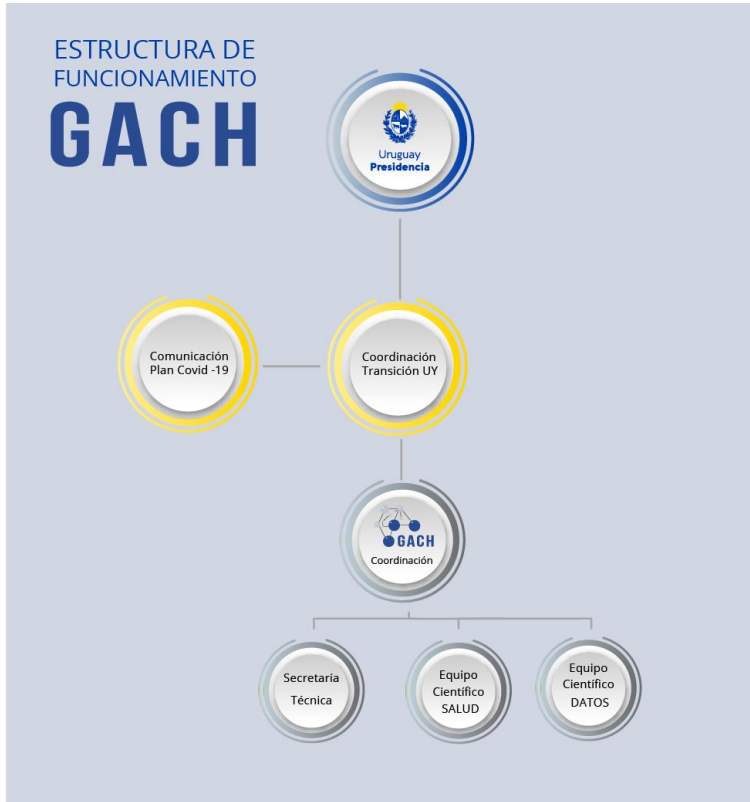 ESTRUCTURA DE
FUNCIONAMIENTO
GACH
Uruguay
Presidencia
Comunicación
Plan Covid -19
Coordinación
Transición UY
GACH
Coordinación
Secretaría
Técnica
Equipo
Científico
SALUD
Equipo
Científico
DATOS